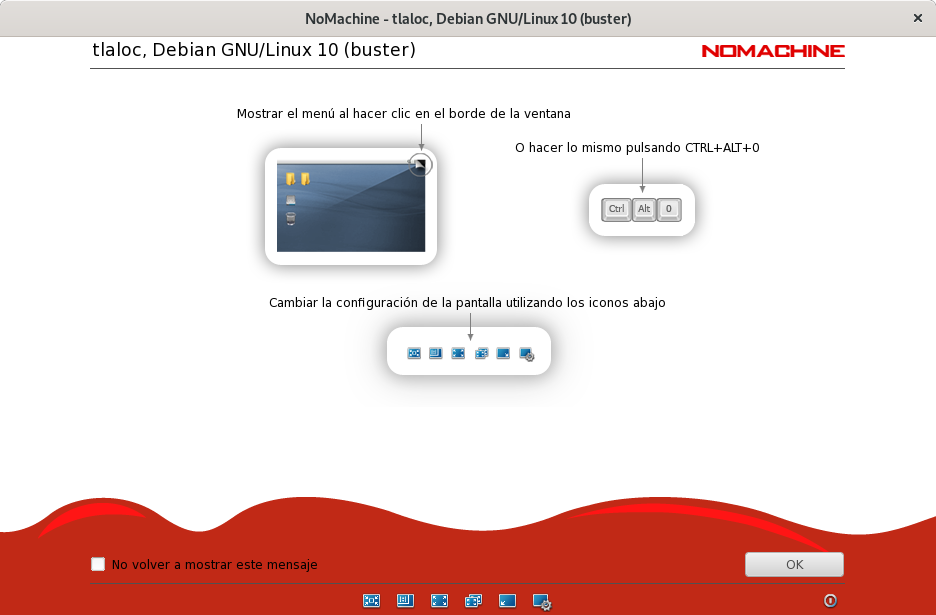 NoMachine - tlaloc, Debian GNU/Linux 10 (buster)
tlaloc, Debian GNU/Linux 10 (buster)
NOMACHINE
Mostrar el menú al hacer clic en el borde de la ventana
O hacer lo mismo pulsando CTRL+ALT+0
Ctrl Alt 0
Cambiar la configuración de la pantalla utilizando los iconos abajo
No volver a mostrar este mensaje
OK